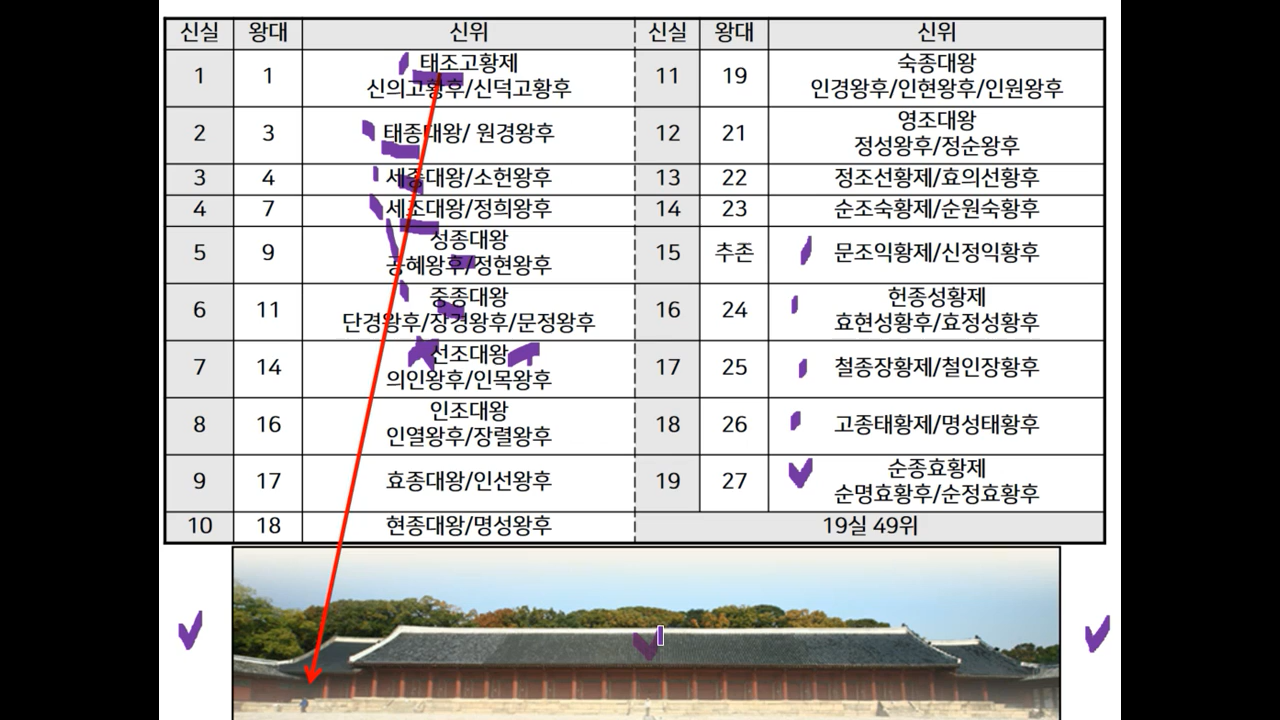 신실 왕대 신위 신실 왕대 신위
1 1 태조고황제 신의고황후/신덕고황후 11 19 숙종대왕 인경왕후/인현왕후/인원왕후
2 3 태종대왕/ 원경왕후 12 21 영조대왕 정성왕후/정순왕후
3 4 세종대왕/소헌왕후 13 22 정조선황제/효의선황후
4 7 세조대왕/정희왕후 14 23 순조숙황제/순원숙황후
5 9 성종대왕 공혜왕후/정현왕후 15 추존 문조익황제/신정익황후
6 11 중종대왕 단경왕후/장경왕후/문정왕후 16 24 헌종성황제 효현성황후/효정성황후
7 14 선조대왕 의인왕후/인목왕후 17 25 철종장황제/철인장황후
8 16 인조대왕 인열왕후/장렬왕후 18 26 고종태황제/명성태황후
9 17 효종대왕/인선왕후 19 27 순종효황제 순명효황후/순정효황후
10 18 현종대왕/명성왕후 19실 49위